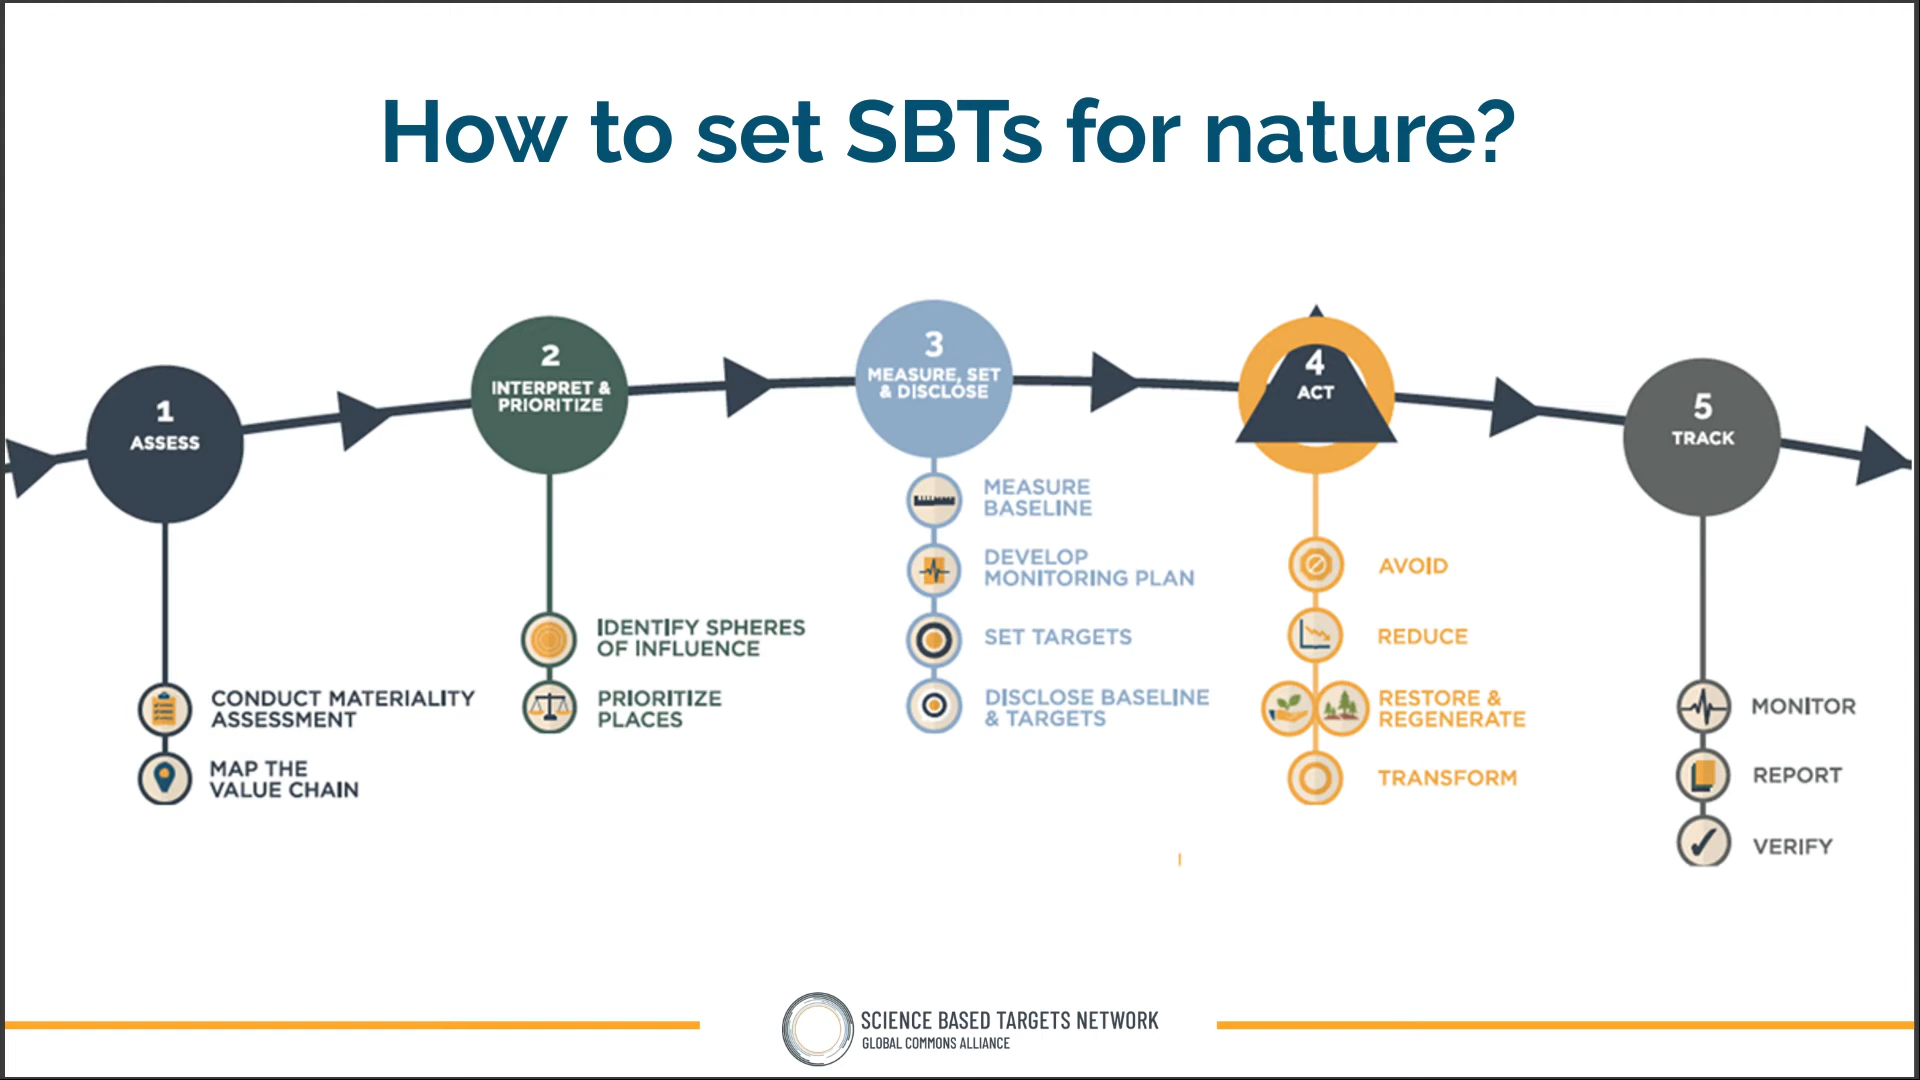 How to set SBTs for nature?
1
ASSESS
CONDUCT MATERIALITY
ASSESSMENT
MAP THE
VALUE CHAIN
2
INTERPRET &
PRIORITIZE
IDENTIFY SPHERES
OF INFLUENCE
PRIORITIZE
PLACES
3
MEASURE, SET
& DISCLOSE
MEASURE
BASELINE
DEVELOP
MONITORING PLAN
SET TARGETS
DISCLOSE BASELINE
& TARGETS
4
ACT
AVOID
REDUCE
RESTORE &
REGENERATE
TRANSFORM
5
TRACK
MONITOR
REPORT
VERIFY
SCIENCE BASED TARGETS NETWORK
GLOBAL COMMONS ALLIANCE